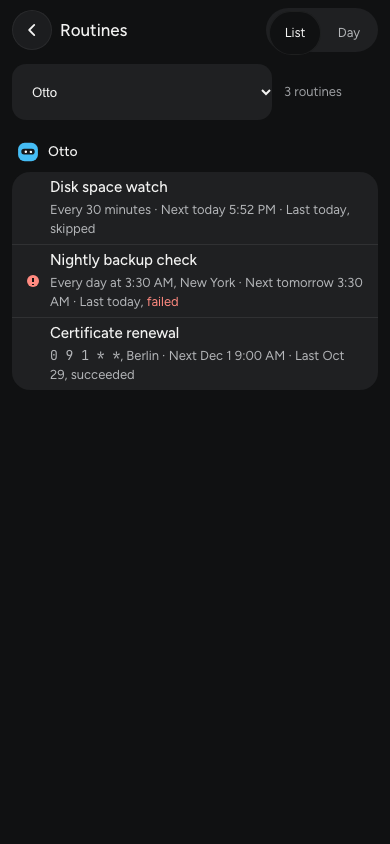 Routines
List
Day
Otto
3 routines
Otto
Disk space watch
Every 30 minutes · Next today 5:52 PM · Last today,
skipped
Nightly backup check
Every day at 3:30 AM, New York · Next tomorrow 3:30
AM · Last today, failed
Certificate renewal
0 9 1 * *, Berlin · Next Dec 1 9:00 AM · Last Oct
29, succeeded